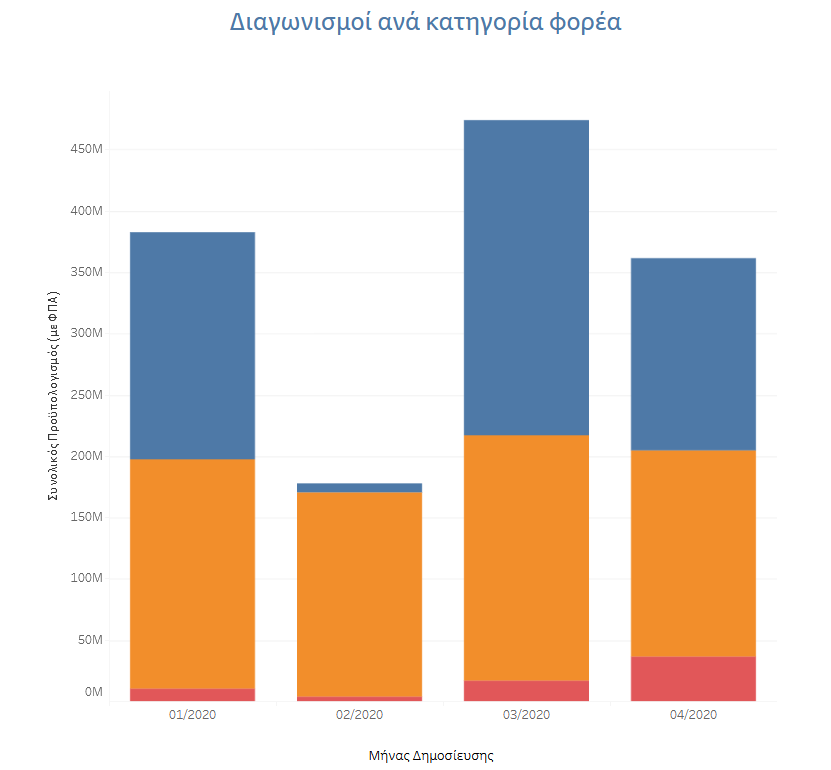 Διαγωνισμοί ανά κατηγορία φορέα
450M
400M
350M
300M
250M
200M
150M
100M
50M
0M
Συνολικός Προϋπολογισμός (με ΦΠΑ)
01/2020
02/2020
03/2020
04/2020
Μήνας Δημοσίευσης